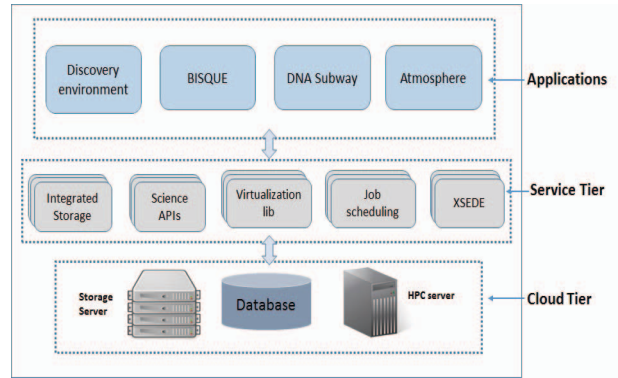 Discovery
environment
BISQUE
DNA Subway
Atmosphere
Applications
Integrated
Storage
Science
APIs
Virtualization
lib
Job
scheduling
XSEDE
Service Tier
Storage
Server
Database
HPC server
Cloud Tier